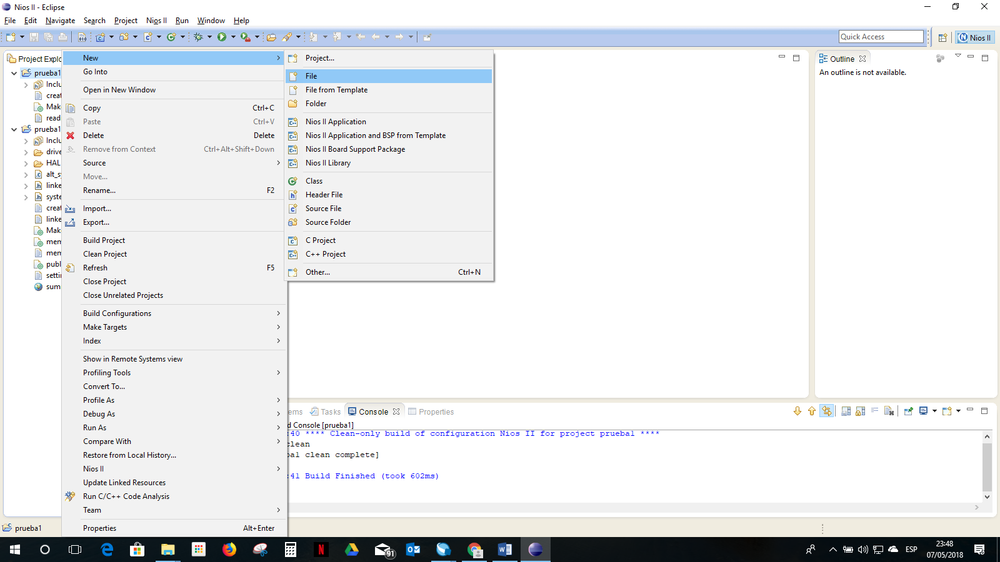 Nios II - Eclipse
File Edit Navigate Search Project Nios II Run Window Help
Quick Access
Nios II
Project Explo
prueba1
Inclu
creat
Mak
read
prueba1
Inclu
drive
HAL
alt_sy
linke
syste
creat
linke
Mak
mem
mem
publ
settin
sum
New
Go Into
Open in New Window
Copy Ctrl+C
Paste Ctrl+V
Delete Delete
Remove from Context Ctrl+Alt+Shift+Down
Source
Move...
Rename... F2
Import...
Export...
Build Project
Clean Project
Refresh F5
Close Project
Close Unrelated Projects
Build Configurations
Make Targets
Index
Show in Remote Systems view
Profiling Tools
Convert To...
Profile As
Debug As
Run As
Compare With
Restore from Local History...
Nios II
Update Linked Resources
Run C/C++ Code Analysis
Team
Properties Alt+Enter
Project...
File
File from Template
Folder
Nios II Application
Nios II Application and BSP from Template
Nios II Board Support Package
Nios II Library
Class
Header File
Source File
Source Folder
C Project
C++ Project
Other... Ctrl+N
Outline
An outline is not available.
ems Tasks Console Properties
d Console [prueba1]
:40 **** Clean-only build of configuration Nios II for project prueba1 ****
clean
ba1 clean complete]
:41 Build Finished (took 602ms)
prueba1
91
ESP
23:48
07/05/2018